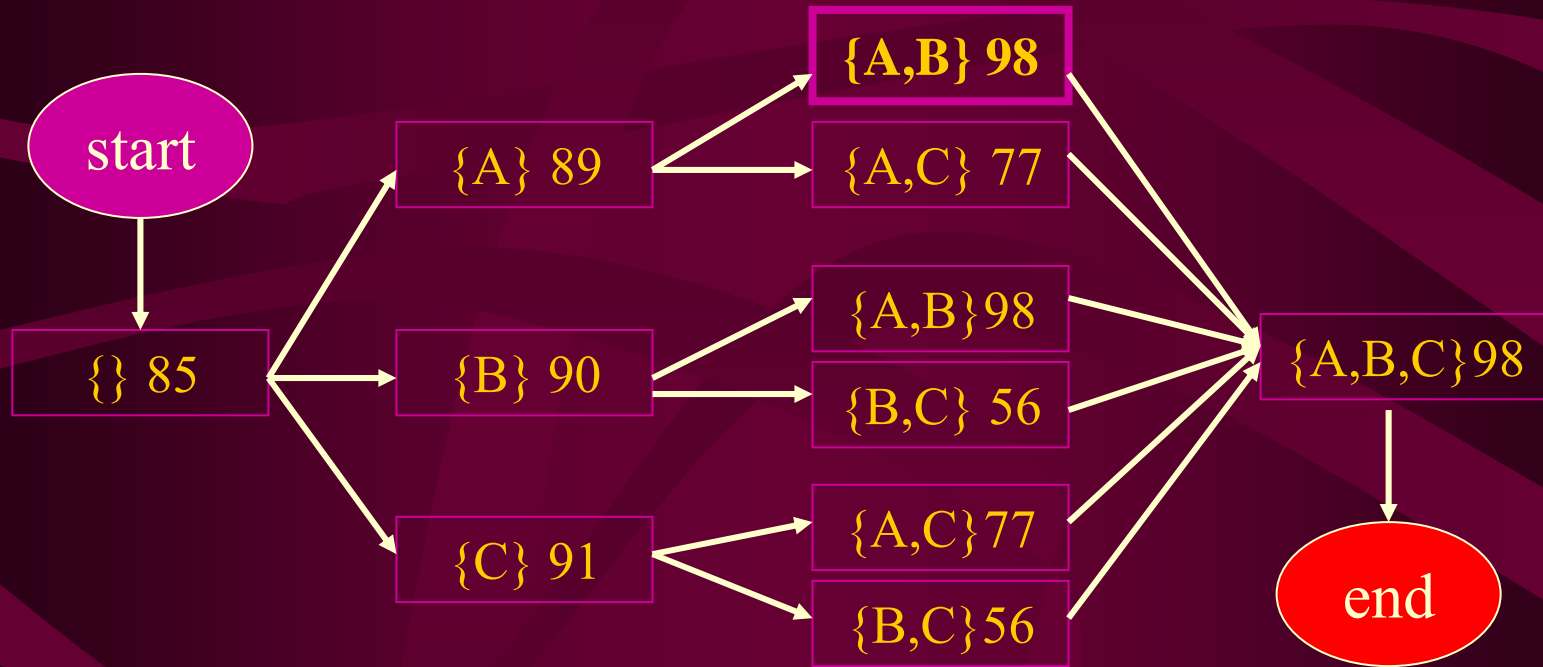 start
{} 85
{A} 89
{B} 90
{C} 91
{A,B} 98
{A,C} 77
{A,B}98
{B,C} 56
{A,C}77
{B,C}56
{A,B,C}98
end